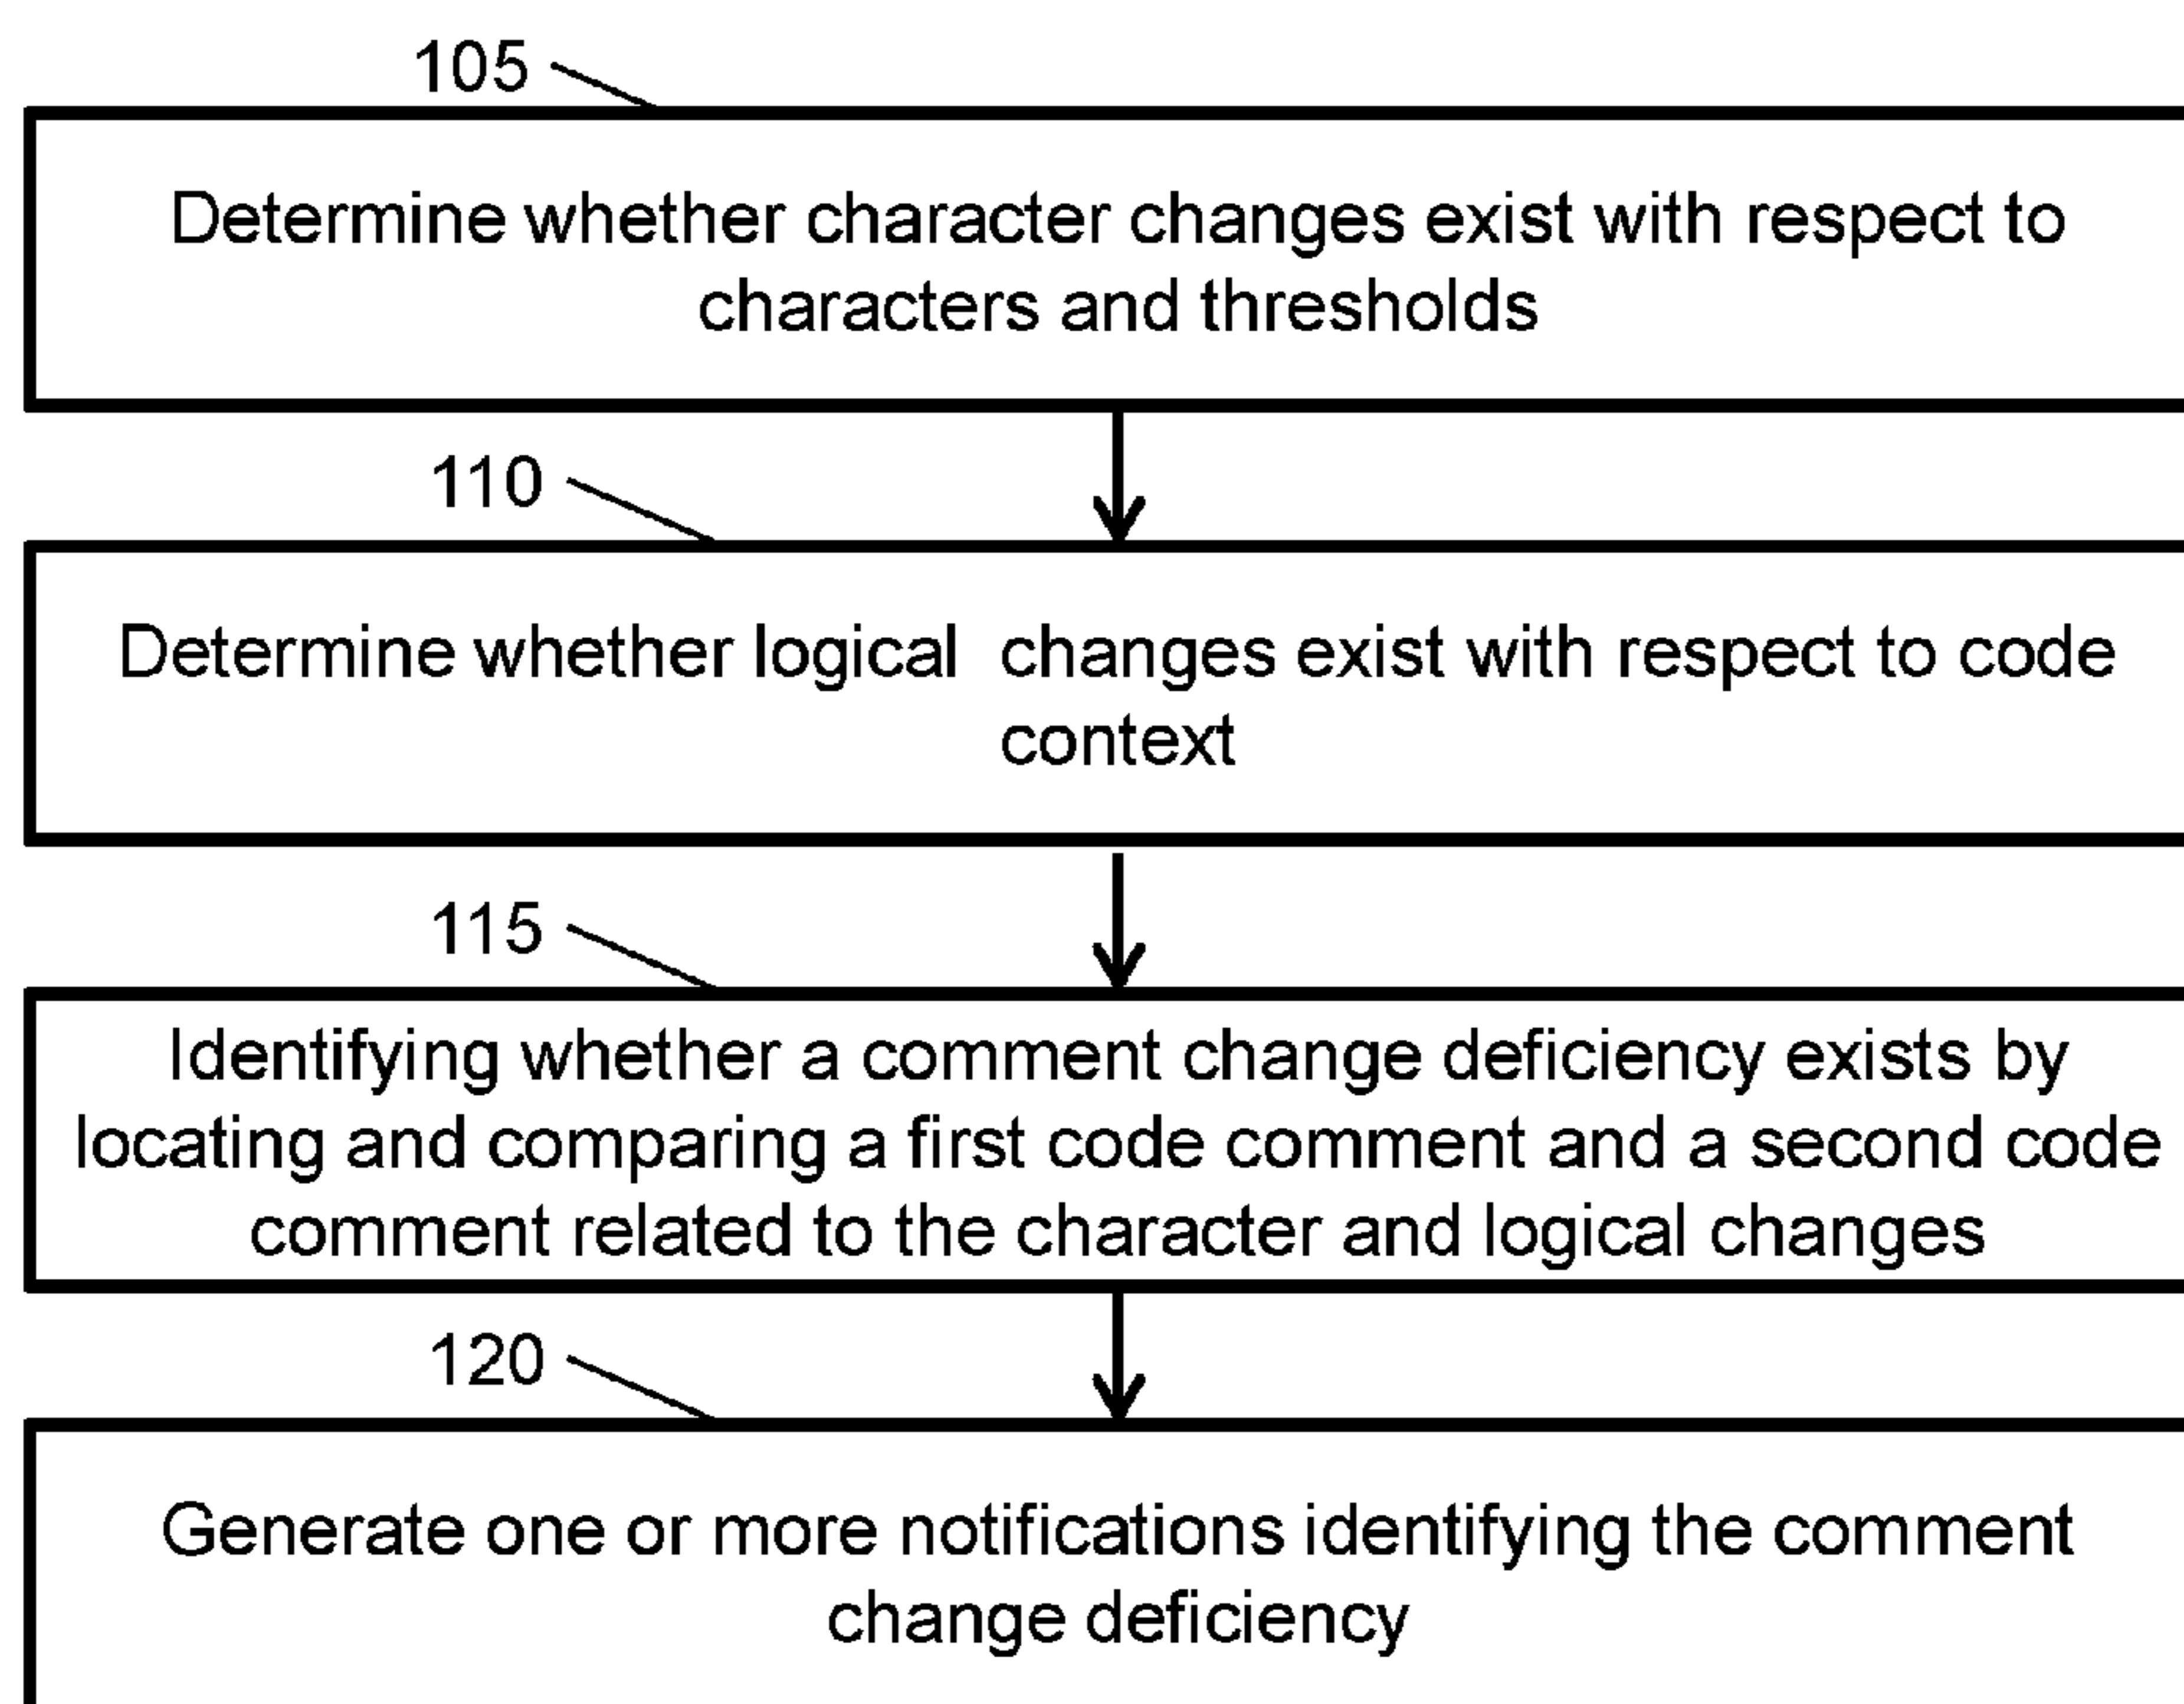 105
Determine whether character changes exist with respect to
characters and thresholds
110
Determine whether logical changes exist with respect to code
context
115
Identifying whether a comment change deficiency exists by
locating and comparing a first code comment and a second code
comment related to the character and logical changes
120
Generate one or more notifications identifying the comment
change deficiency